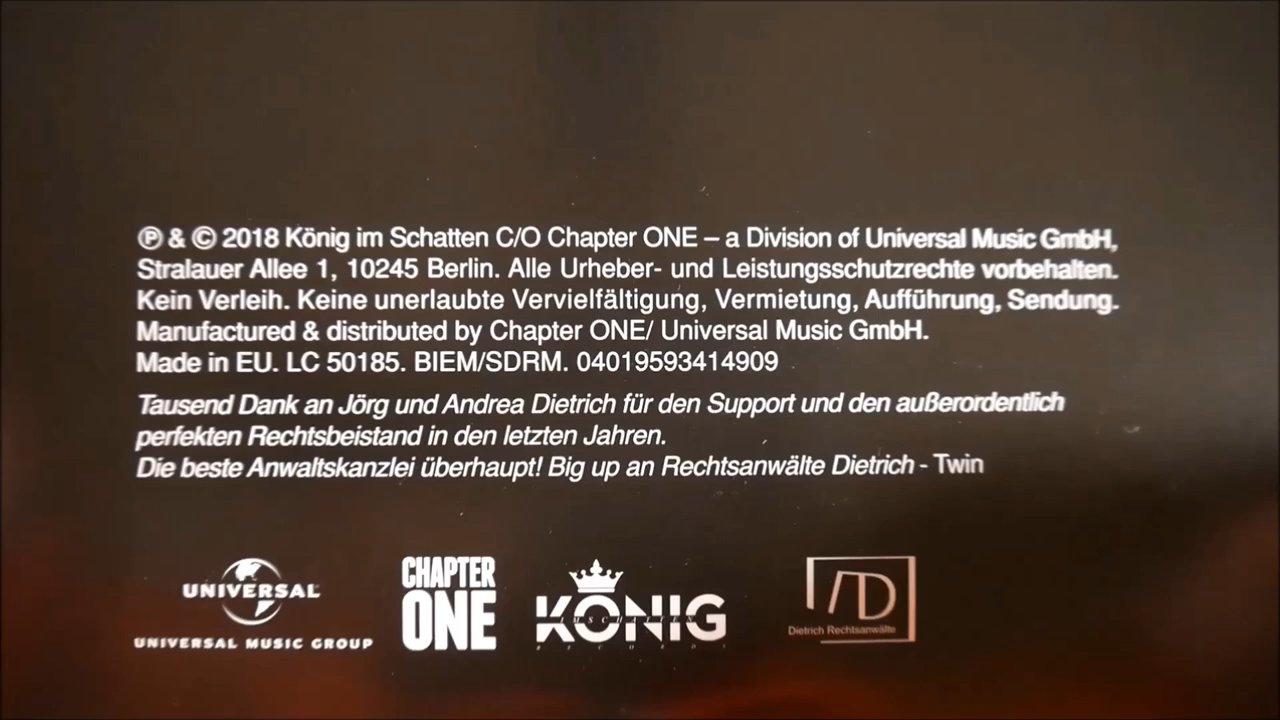 Ⓟ & © 2018 König im Schatten C/O Chapter ONE – a Division of Universal Music GmbH,
Stralauer Allee 1, 10245 Berlin. Alle Urheber- und Leistungsschutzrechte vorbehalten.
Kein Verleih. Keine unerlaubte Vervielfältigung, Vermietung, Aufführung, Sendung.
Manufactured & distributed by Chapter ONE/ Universal Music GmbH.
Made in EU. LC 50185. BIEM/SDRM. 04019593414909
Tausend Dank an Jörg und Andrea Dietrich für den Support und den außerordentlich
perfekten Rechtsbeistand in den letzten Jahren.
Die beste Anwaltskanzlei überhaupt! Big up an Rechtsanwälte Dietrich - Twin
UNIVERSAL
UNIVERSAL MUSIC GROUP
CHAPTER
ONE
KÖNIG
IM SCHATTEN
RECORDS
D
Dietrich Rechtsanwälte